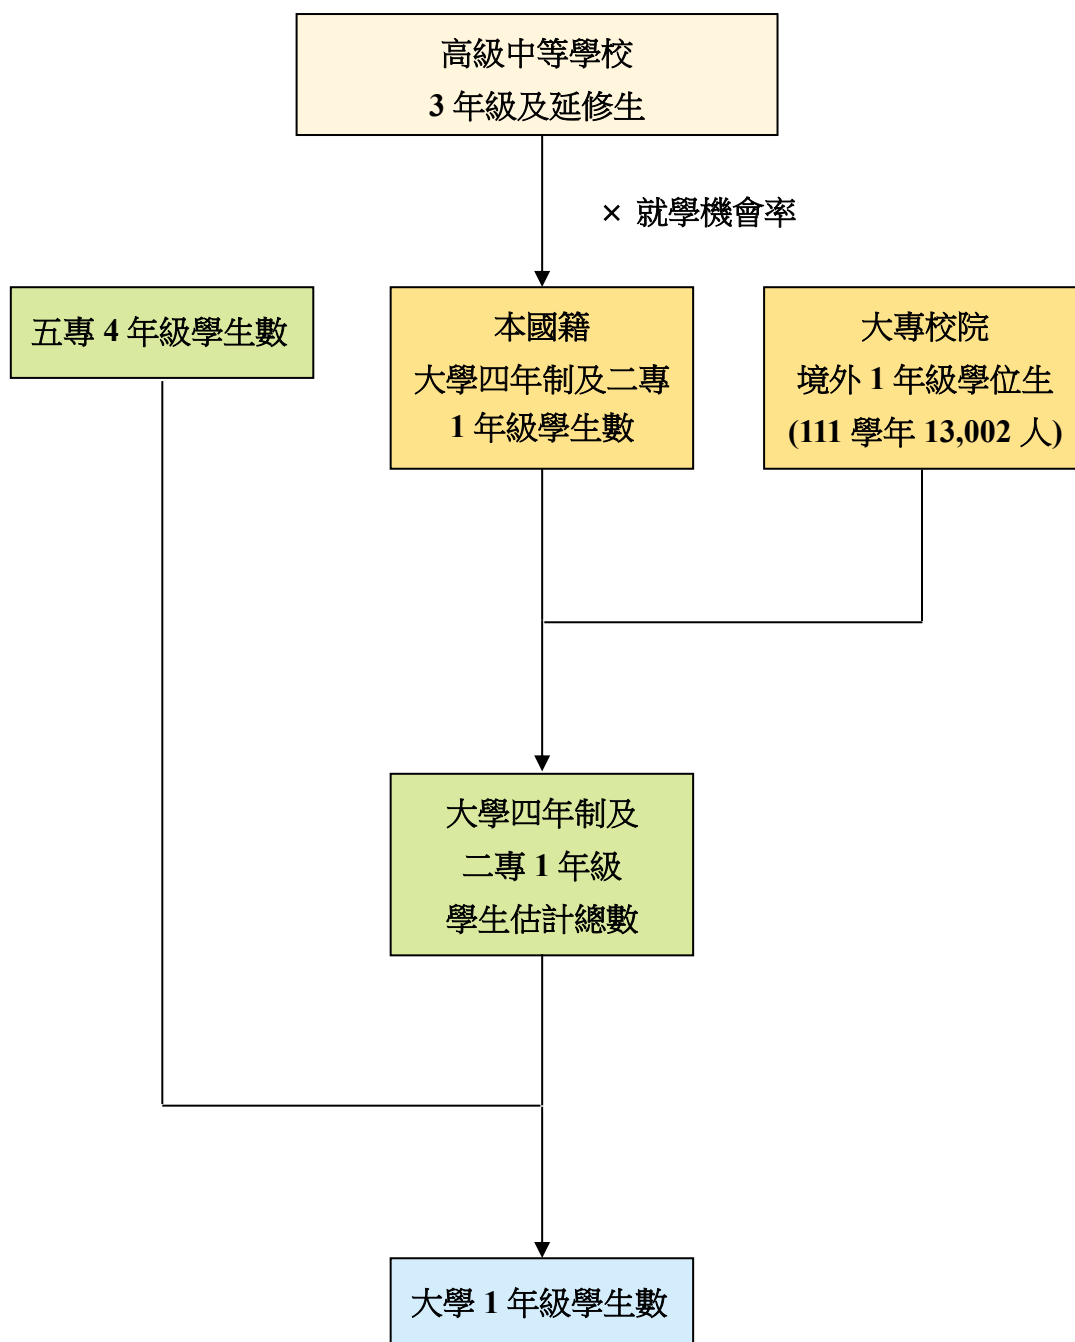 高級中等學校
3 年級及延修生
× 就學機會率
五專 4 年級學生數
本國籍
大學四年制及二專
1 年級學生數
大專校院
境外 1 年級學位生
(111 學年 13,002 人)
大學四年制及
二專 1 年級
學生估計總數
大學 1 年級學生數